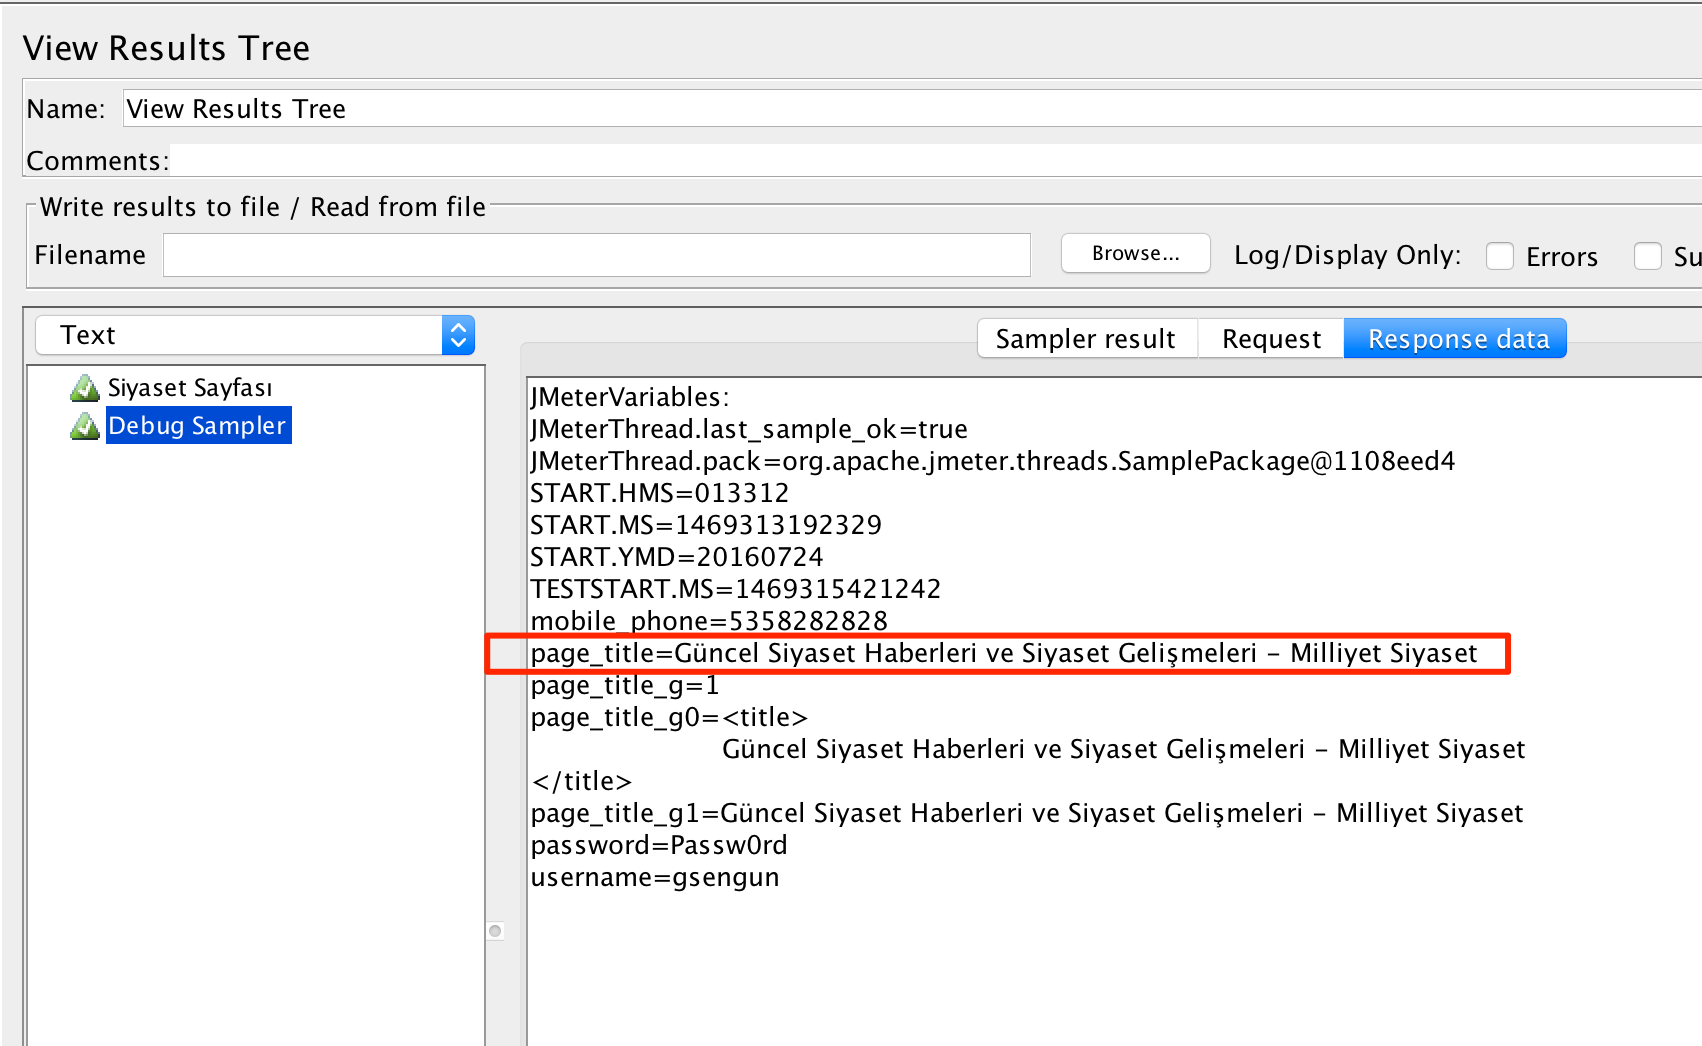 View Results Tree
Name: View Results Tree
Comments:
Write results to file / Read from file
Filename Browse... Log/Display Only: Errors Su
Text
Sampler result Request Response data
Siyaset Sayfası
Debug Sampler
JMeterVariables:
JMeterThread.last_sample_ok=true
JMeterThread.pack=org.apache.jmeter.threads.SamplePackage@1108eed4
START.HMS=013312
START.MS=1469313192329
START.YMD=20160724
TESTSTART.MS=1469315421242
mobile_phone=5358282828
page_title=Güncel Siyaset Haberleri ve Siyaset Gelişmeleri - Milliyet Siyaset
page_title_g=1
page_title_g0=<title>
Güncel Siyaset Haberleri ve Siyaset Gelişmeleri - Milliyet Siyaset
</title>
page_title_g1=Güncel Siyaset Haberleri ve Siyaset Gelişmeleri - Milliyet Siyaset
password=Passw0rd
username=gsengun